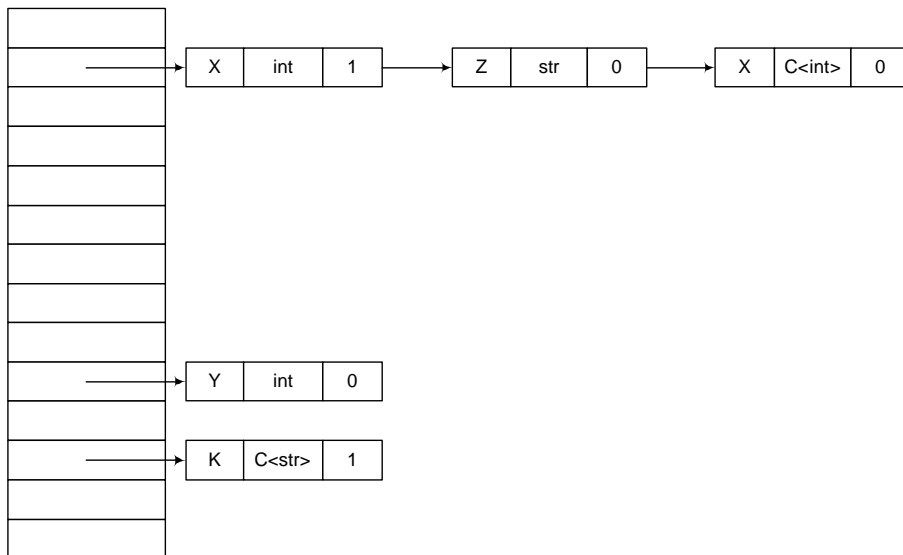 X int 1 Z str 0 X C<int> 0
Y int 0
K C<str> 1